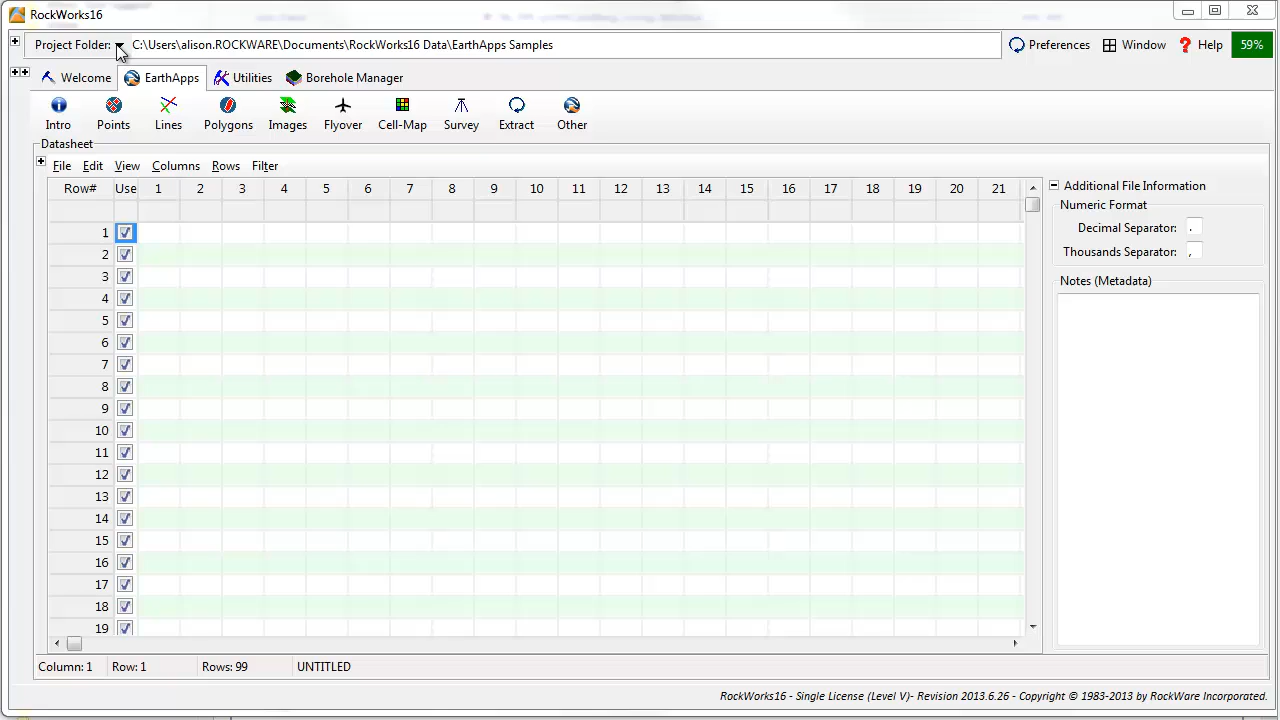 RockWorks16
Project Folder: C:\Users\alison.ROCKWARE\Documents\RockWorks16 Data\EarthApps Samples Preferences Window Help 59%
Welcome EarthApps Utilities Borehole Manager
Intro Points Lines Polygons Images Flyover Cell-Map Survey Extract Other
Datasheet
File Edit View Columns Rows Filter
Row# Use 1 2 3 4 5 6 7 8 9 10 11 12 13 14 15 16 17 18 19 20 21
Additional File Information
Numeric Format
Decimal Separator: .
Thousands Separator: ,
Notes (Metadata)
1
2
3
4
5
6
7
8
9
10
11
12
13
14
15
16
17
18
19
Column: 1 Row: 1 Rows: 99 UNTITLED
RockWorks16 - Single License (Level V)- Revision 2013.6.26 - Copyright © 1983-2013 by RockWare Incorporated.